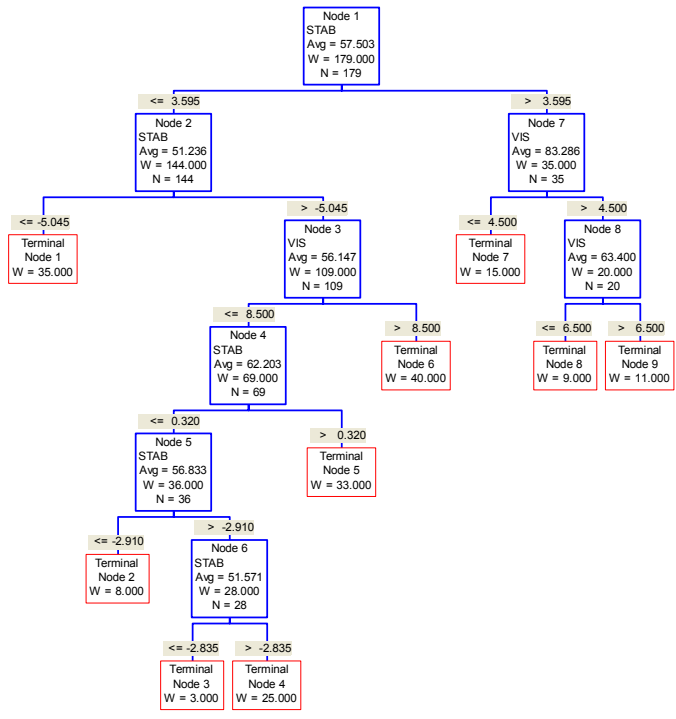 Node 1
STAB
Avg = 57.503
W = 179.000
N = 179
<= 3.595
> 3.595
Node 2
STAB
Avg = 51.236
W = 144.000
N = 144
Node 7
VIS
Avg = 83.286
W = 35.000
N = 35
<= -5.045
> -5.045
<= 4.500
> 4.500
Terminal
Node 1
W = 35.000
Node 3
VIS
Avg = 56.147
W = 109.000
N = 109
Terminal
Node 7
W = 15.000
Node 8
VIS
Avg = 63.400
W = 20.000
N = 20
<= 8.500
> 8.500
<= 6.500
> 6.500
Node 4
STAB
Avg = 62.203
W = 69.000
N = 69
Terminal
Node 6
W = 40.000
Terminal
Node 8
W = 9.000
Terminal
Node 9
W = 11.000
<= 0.320
> 0.320
Node 5
STAB
Avg = 56.833
W = 36.000
N = 36
Terminal
Node 5
W = 33.000
<= -2.910
> -2.910
Terminal
Node 2
W = 8.000
Node 6
STAB
Avg = 51.571
W = 28.000
N = 28
<= -2.835
> -2.835
Terminal
Node 3
W = 3.000
Terminal
Node 4
W = 25.000